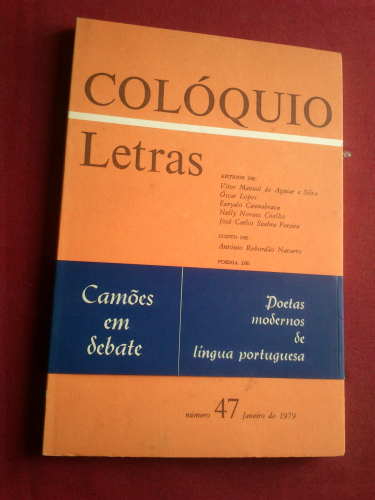 COLÓQUIO
Letras
ARTIGOS DE:
Vítor Manuel de Aguiar e Silva
Óscar Lopes
Euryalo Cannabrava
Nelly Novaes Coelho
José Carlos Seabra Pereira
CONTO DE:
António Rebordão Navarro
POESIA DE:
Camões
em
debate
Poetas
modernos
de
língua portuguesa
número 47 janeiro de 1979